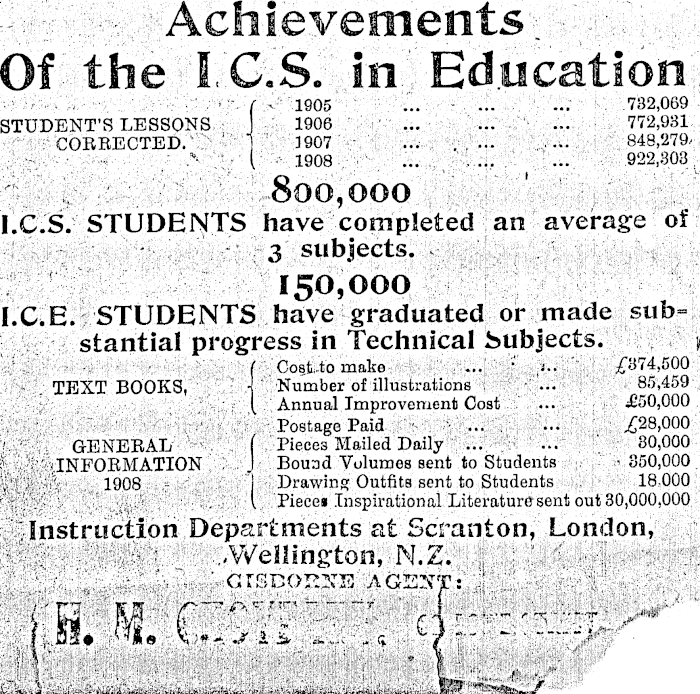 Achievements
Of the I.C.S. in Education
STUDENT'S LESSONS CORRECTED.
1905 ... ... ... 732,069
1906 ... ... ... 772,931
1907 ... ... ... 848,279
1908 ... ... ... 922,303
800,000
I.C.S. STUDENTS have completed an average of
3 subjects.
150,000
I.C.E. STUDENTS have graduated or made sub-
stantial progress in Technical Subjects.
TEXT BOOKS,
Cost to make ... ... £374,500
Number of illustrations ... 85,459
Annual Improvement Cost ... £50,000
GENERAL
INFORMATION
1908
Postage Paid ... ... £28,000
Pieces Mailed Daily ... ... 30,000
Bound Volumes sent to Students 350,000
Drawing Outfits sent to Students 18.000
Pieces Inspirational Literature sent out 30,000,000
Instruction Departments at Scranton, London,
Wellington, N.Z.
GISBORNE AGENT:
H. M.